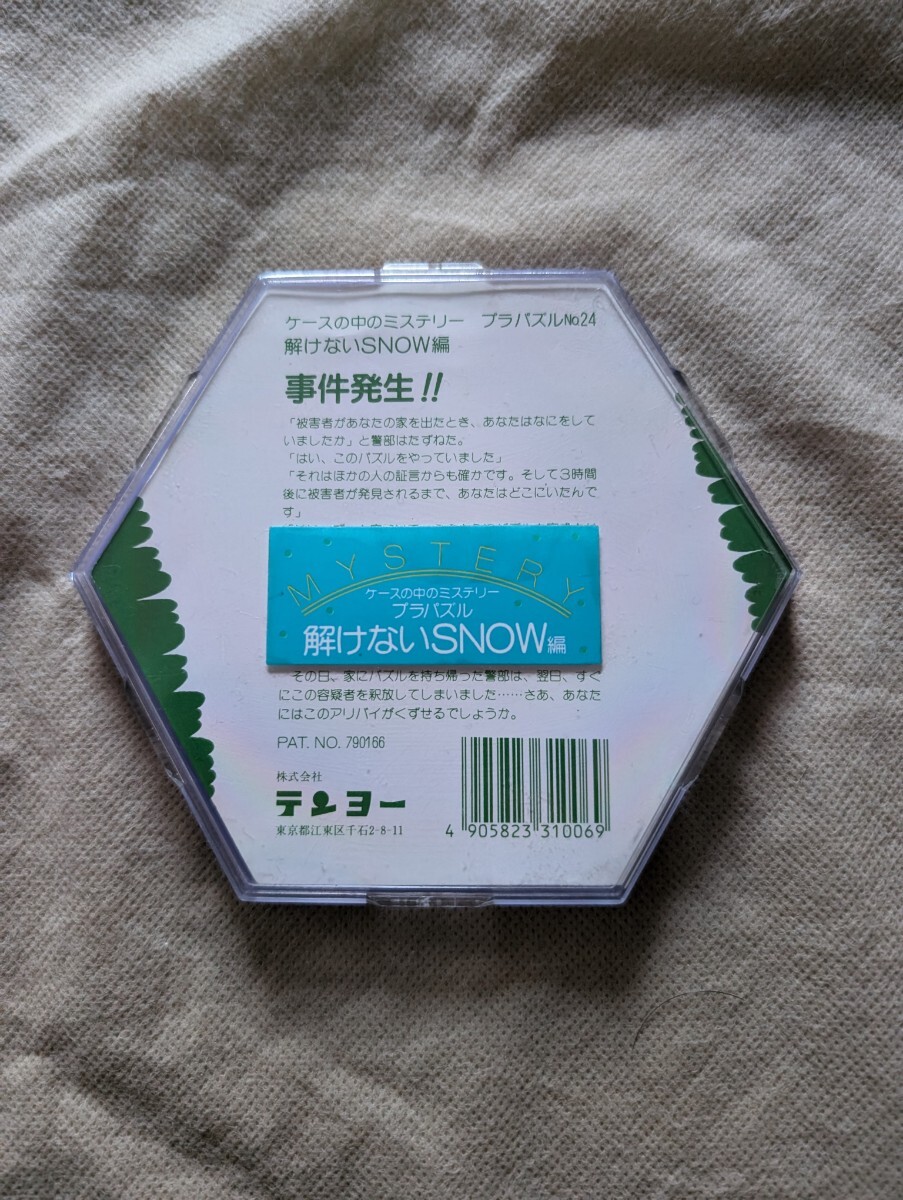 ケースの中のミステリー　プラパズルNo.24
解けないSNOW編
事件発生!!
「被害者があなたの家を出たとき、あなたはなにをして
いましたか」と警部はたずねた。
「はい、このパズルをやっていました」
「それはほかの人の証言からも確かです。そして3時間
後に被害者が発見されるまで、あなたはどこにいたんで
す」
MYSTERY
ケースの中のミステリー
プラパズル
解けないSNOW編
その日、家にパズルを持ち帰った警部は、翌日、すぐ
にこの容疑者を釈放してしまいました……さあ、あなた
にはこのアリバイがくずせるでしょうか。
PAT. NO. 790166
株式会社
テンヨー
東京都江東区千石2-8-11
4 905823 310069